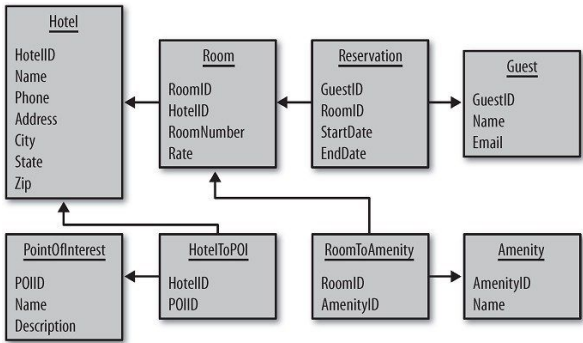 Hotel
HotelID
Name
Phone
Address
City
State
Zip
Room
RoomID
HotelID
RoomNumber
Rate
Reservation
GuestID
RoomID
StartDate
EndDate
Guest
GuestID
Name
Email
PointOfInterest
POIID
Name
Description
HotelToPOI
HotelID
POIID
RoomToAmenity
RoomID
AmenityID
Amenity
AmenityID
Name